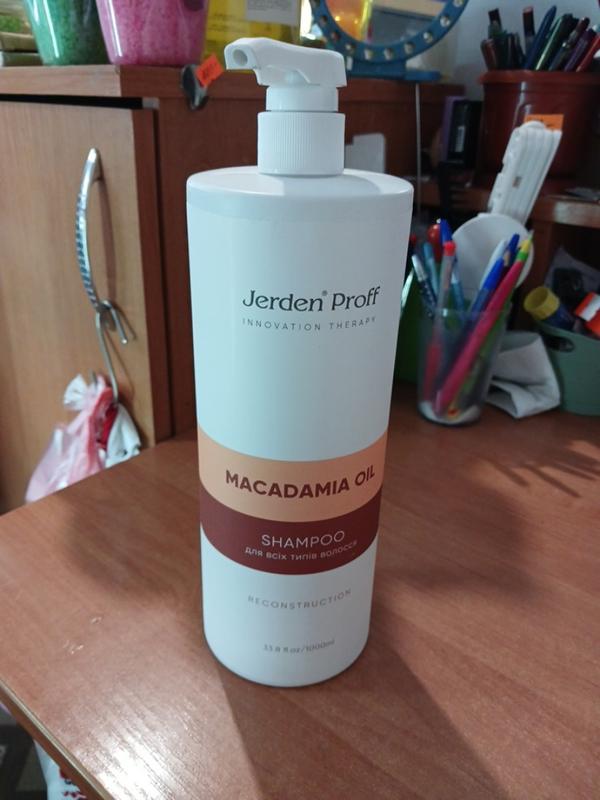 Jerden® Proff
INNOVATION THERAPY
MACADAMIA OIL
SHAMPOO
для всіх типів волосся
RECONSTRUCTION
33.8 fl oz/1000ml